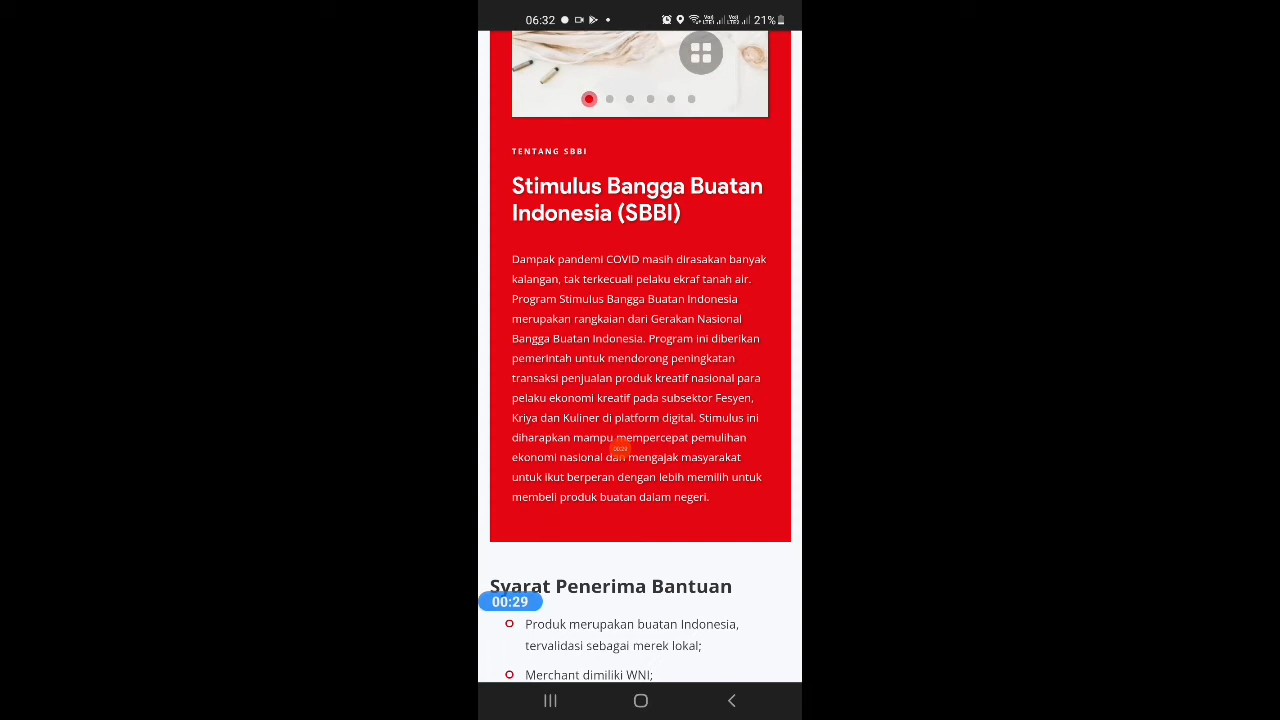 06:32
21%
TENTANG SBBI
Stimulus Bangga Buatan
Indonesia (SBBI)
Dampak pandemi COVID masih dirasakan banyak
kalangan, tak terkecuali pelaku ekraf tanah air.
Program Stimulus Bangga Buatan Indonesia
merupakan rangkaian dari Gerakan Nasional
Bangga Buatan Indonesia. Program ini diberikan
pemerintah untuk mendorong peningkatan
transaksi penjualan produk kreatif nasional para
pelaku ekonomi kreatif pada subsektor Fesyen,
Kriya dan Kuliner di platform digital. Stimulus ini
diharapkan mampu mempercepat pemulihan
00:29
ekonomi nasional dan mengajak masyarakat
untuk ikut berperan dengan lebih memilih untuk
membeli produk buatan dalam negeri.
Syarat Penerima Bantuan
00:29
Produk merupakan buatan Indonesia,
tervalidasi sebagai merek lokal;
Merchant dimiliki WNI;